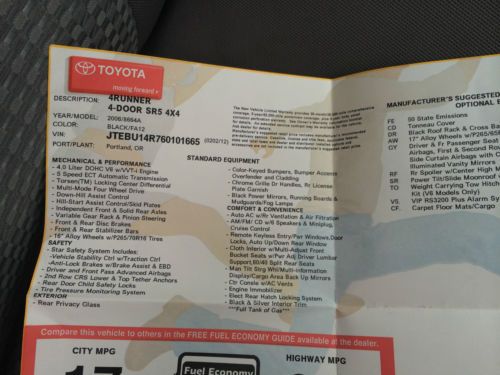 TOYOTA
moving forward
DESCRIPTION: 4RUNNER
4-DOOR SR5 4X4
YEAR/MODEL: 2006/8664A
COLOR: BLACK/FA12
VIN: JTEBU14R760101665 (0202/12)
PLANT/PORT: Portland, OR
MECHANICAL & PERFORMANCE
- 4.0 Liter DOHC V6 w/VVT-i Engine
- 5 Speed ECT Automatic Transmission
- Torsen(TM) Locking Center Differential
- Multi-Mode Four Wheel Drive
- Down-Hill Assist Control
- Hill-Start Assist Control/Skid Plates
- Independent Front & Solid Rear Axles
- Variable Gear Rack & Pinion Steering
- Front & Rear Disc Brakes
- Front & Rear Stabilizer Bars
- 16" Alloy Wheels w/P265/70R16 Tires
SAFETY
- Star Safety System Includes:
-Vehicle Stability Ctrl w/Traction Ctrl
-Anti-Lock Brakes w/Brake Assist & EBD
- Driver and Front Pass Advanced Airbags
- 2nd Row CRS Lower & Top Tether Anchors
- Rear Door Child Safety Locks
- Tire Pressure Monitoring System
EXTERIOR
- Rear Privacy Glass
STANDARD EQUIPMENT
- Color-Keyed Bumpers, Bumper Accents
Overfender and Cladding
- Chrome Grille Dr Handles, Rr License
Plate Garnish
- Black Power Mirrors, Running Boards &
Mudguards/Fog Lamps
COMFORT & CONVENIENCE
- Auto AC w/Rr Ventilation & Air Filtration
- AM/FM/ CD w/6 Speakers & Miniplug,
Cruise Control
- Remote Keyless Entry/Pwr Windows,Door
Locks, Auto Up/Down Rear Window
- Cloth Interior w/Multi-Adjust Front
Bucket Seats w/Pwr Adj Driver Lumbar
Support,60/40 Split Rear Seats
- Man Tilt Strg Whl/Multi-information
Display/Cargo Area Back Up Mirrors
- Ctr Consle w/AC Vents
- Engine Immobilizer
- Elect Rear Hatch Locking System
- Black & Silver Interior Trim
***Full Tank of Gas***
MANUFACTURER'S SUGGESTED
OPTIONAL
FE 50 State Emissions
CD Tonneau Cover
DR Black Roof Rack & Cross Bar
AW 17" Alloy Wheels w/P265/65R
CY Driver & Fr Passenger Seat
Airbags, First & Second Row
Side Curtain Airbags with C
Illuminated Vanity Mirrors
RF Rr Spoiler w/Center High M
SR Power Tilt/Slide Moonroof
TO Weight Carrying Tow Hitch
Kit (V6 Models Only)
V5 VIP RS3200 Plus Alarm Sy
CF. Carpet Floor Mats/Cargo
Compare this vehicle to others in the FREE FUEL ECONOMY GUIDE available at the dealer.
CITY MPG
17
Fuel Economy
HIGHWAY MPG